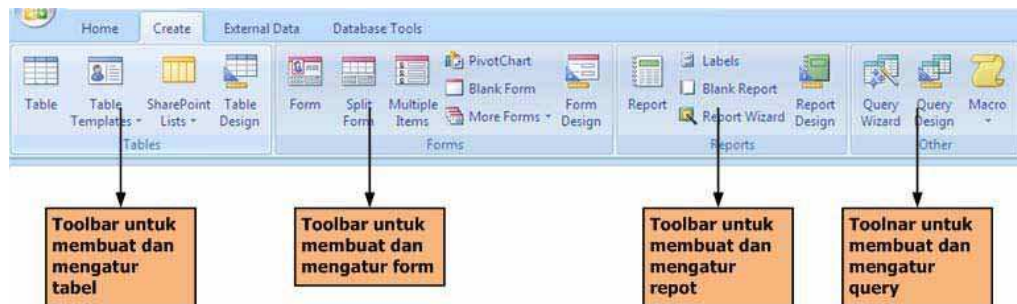 Home Create External Data Database Tools
Table
Table Templates
SharePoint Lists
Table Design
Tables
Form
Split Form
Multiple Items
PivotChart
Blank Form
More Forms
Form Design
Forms
Report
Labels
Blank Report
Report Wizard
Report Design
Reports
Query Wizard
Query Design
Macro
Other
Toolbar untuk
membuat dan
mengatur
tabel
Toolbar untuk
membuat dan
mengatur form
Toolbar untuk
membuat dan
mengatur
repot
Toolnar untuk
membuat dan
mengatur
query